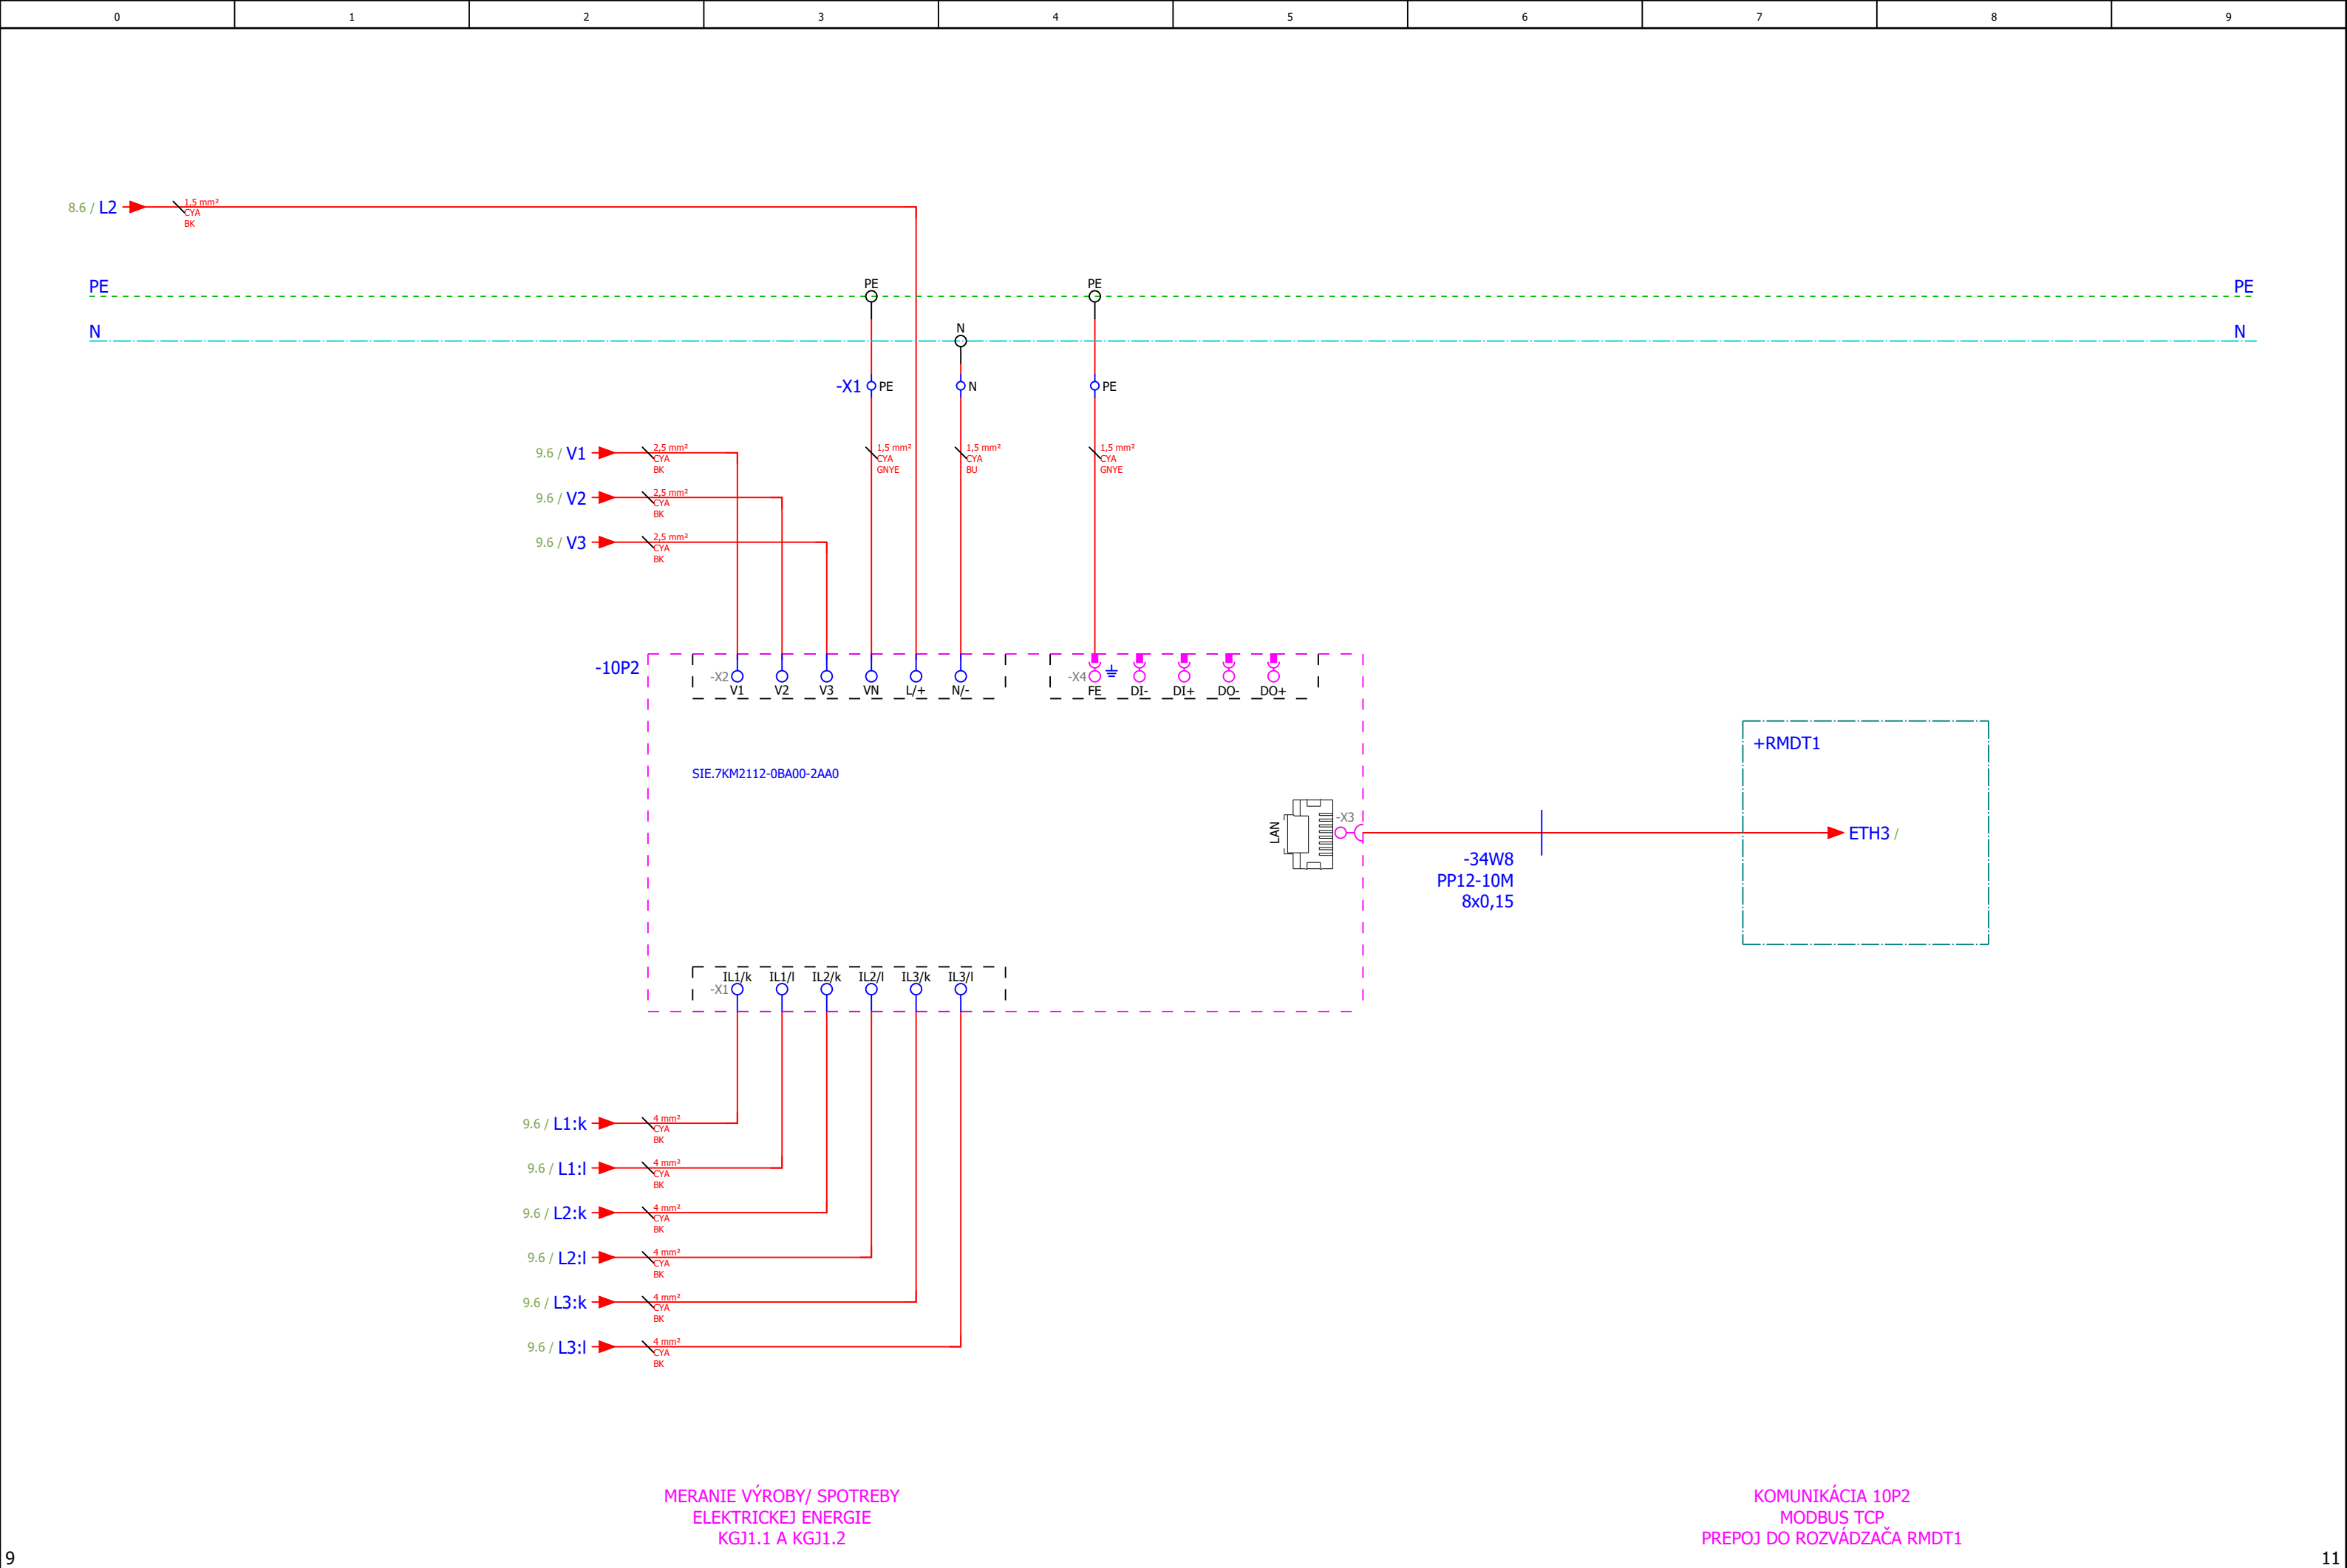 0 1 2 3 4 5 6 7 8 9
8.6 / L2
1,5 mm²
CYA
BK
PE PE PE PE
N N N
-X1 PE N PE
9.6 / V1
2,5 mm²
CYA
BK
1,5 mm²
CYA
GNYE
1,5 mm²
CYA
BU
1,5 mm²
CYA
GNYE
9.6 / V2
2,5 mm²
CYA
BK
9.6 / V3
2,5 mm²
CYA
BK
-10P2
-X2 V1 V2 V3 VN L/+ N/-
-X4 FE DI- DI+ DO- DO+
SIE.7KM2112-0BA00-2AA0
+RMDT1
LAN
-X3
ETH3 /
-34W8
PP12-10M
8x0,15
IL1/k IL1/l IL2/k IL2/l IL3/k IL3/l
-X1
9.6 / L1:k
4 mm²
CYA
BK
9.6 / L1:l
4 mm²
CYA
BK
9.6 / L2:k
4 mm²
CYA
BK
9.6 / L2:l
4 mm²
CYA
BK
9.6 / L3:k
4 mm²
CYA
BK
9.6 / L3:l
4 mm²
CYA
BK
MERANIE VÝROBY/ SPOTREBY
ELEKTRICKEJ ENERGIE
KGJ1.1 A KGJ1.2
KOMUNIKÁCIA 10P2
MODBUS TCP
PREPOJ DO ROZVÁDZAČA RMDT1
9
11